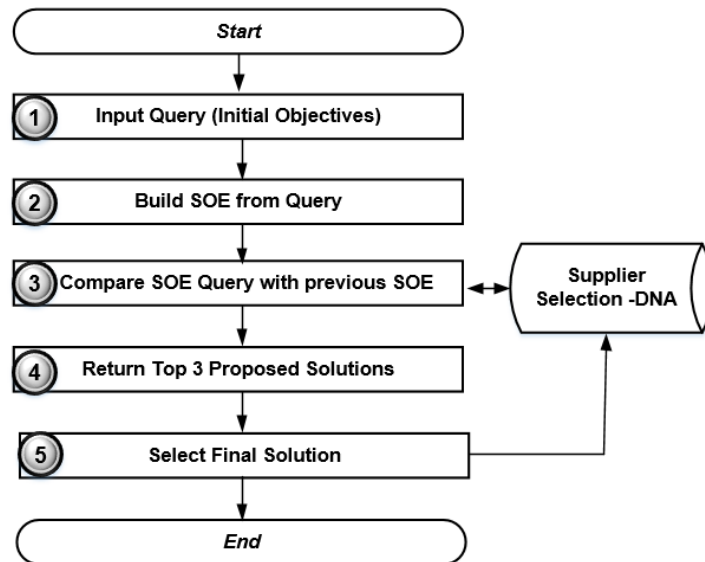 Start
1 Input Query (Initial Objectives)
2 Build SOE from Query
3 Compare SOE Query with previous SOE
Supplier
Selection -DNA
4 Return Top 3 Proposed Solutions
5 Select Final Solution
End